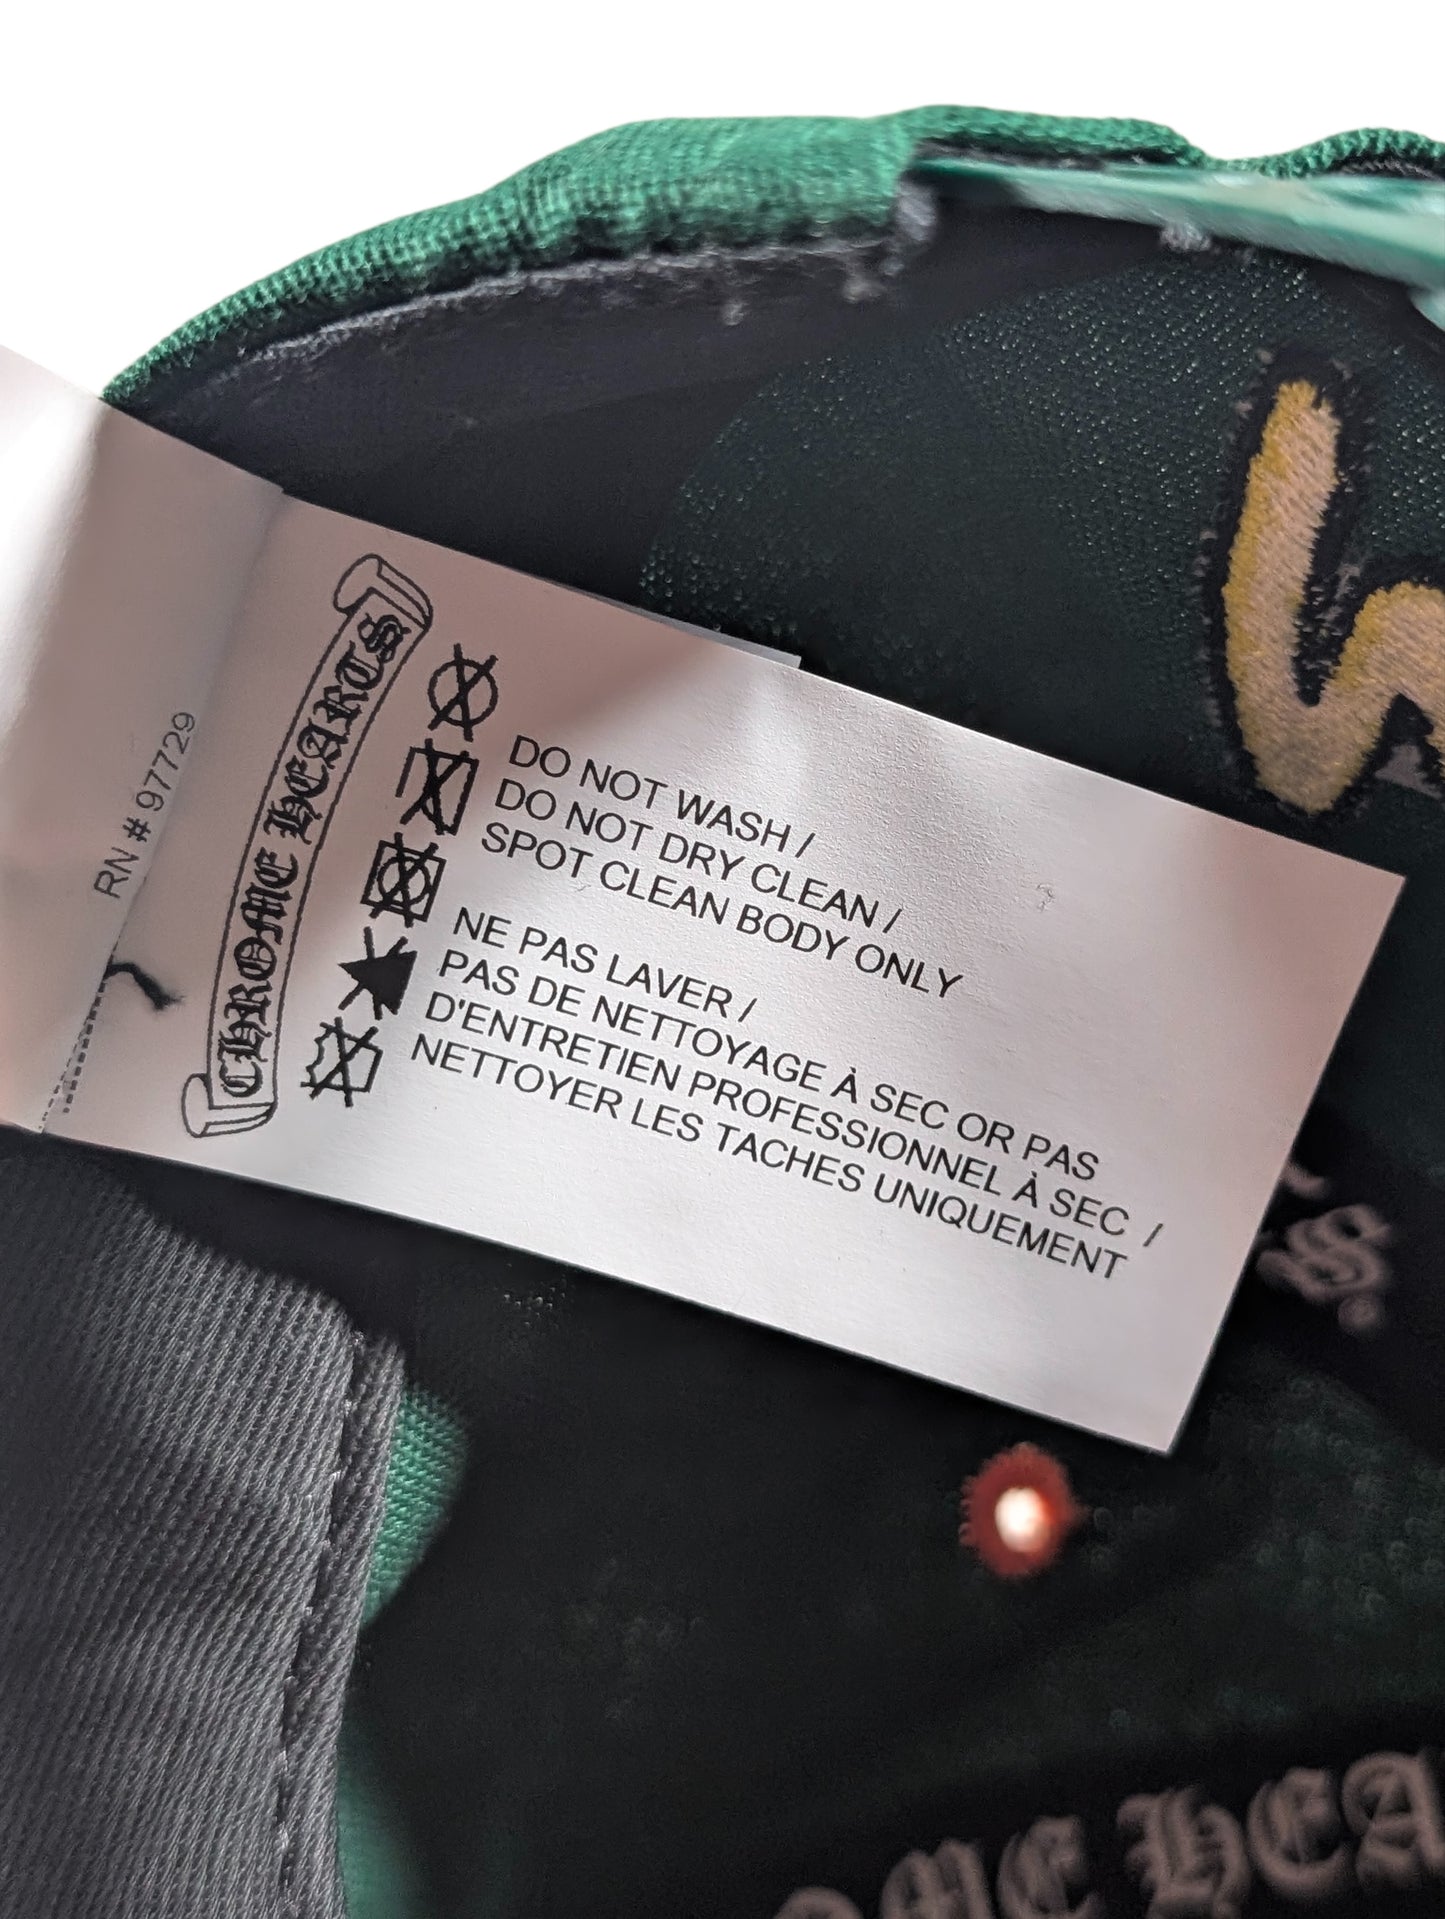 RN # 97729
CHROME HEARTS
DO NOT WASH /
DO NOT DRY CLEAN /
SPOT CLEAN BODY ONLY
NE PAS LAVER /
PAS DE NETTOYAGE À SEC OR PAS
D'ENTRETIEN PROFESSIONNEL À SEC /
NETTOYER LES TACHES UNIQUEMENT